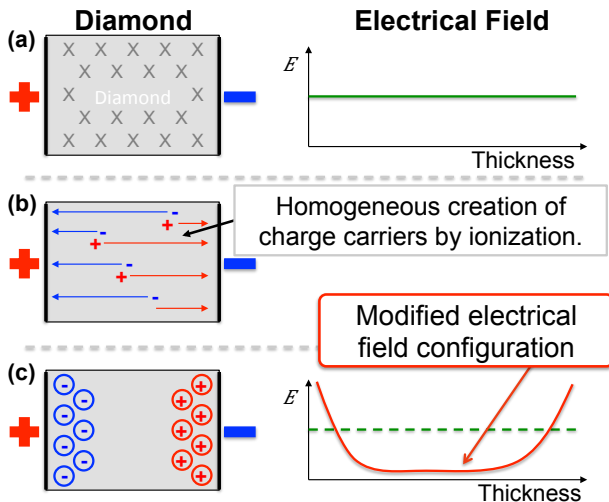 Diamond
Electrical Field
(a)
X X X X X
X X X X
X Diamond X
X X X X
X X X X X
+
-
E
Thickness
(b)
Homogeneous creation of
charge carriers by ionization.
+
-
-
+
-
+
-
+
-
Modified electrical
field configuration
(c)
+
-
-
-
-
-
-
-
-
+
+
+
+
+
+
+
+
E
Thickness